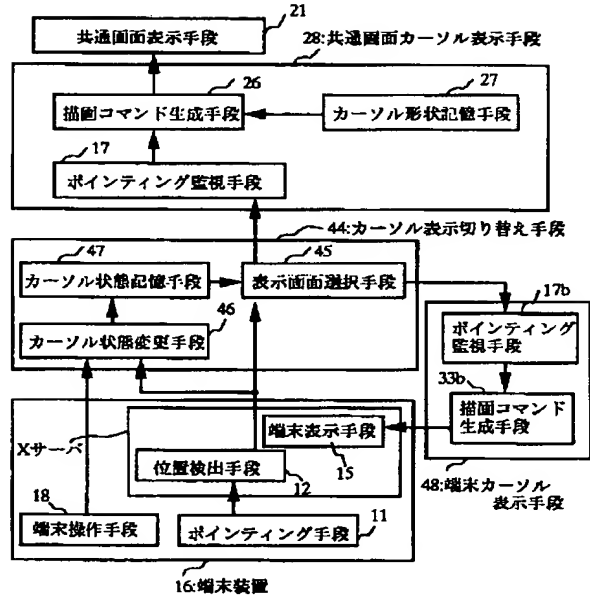 21
共通画面表示手段
28:共通画面カーソル表示手段
26
27
描画コマンド生成手段
カーソル形状記憶手段
17
ポインティング監視手段
44:カーソル表示切り替え手段
47
45
カーソル状態記憶手段
表示画面選択手段
46
カーソル状態変更手段
17b
ポインティング
監視手段
33b
描画コマンド
生成手段
48:端末カーソル
表示手段
Xサーバ
端末表示手段
15
位置検出手段
12
18
端末操作手段
ポインティング手段
11
16:端末装置